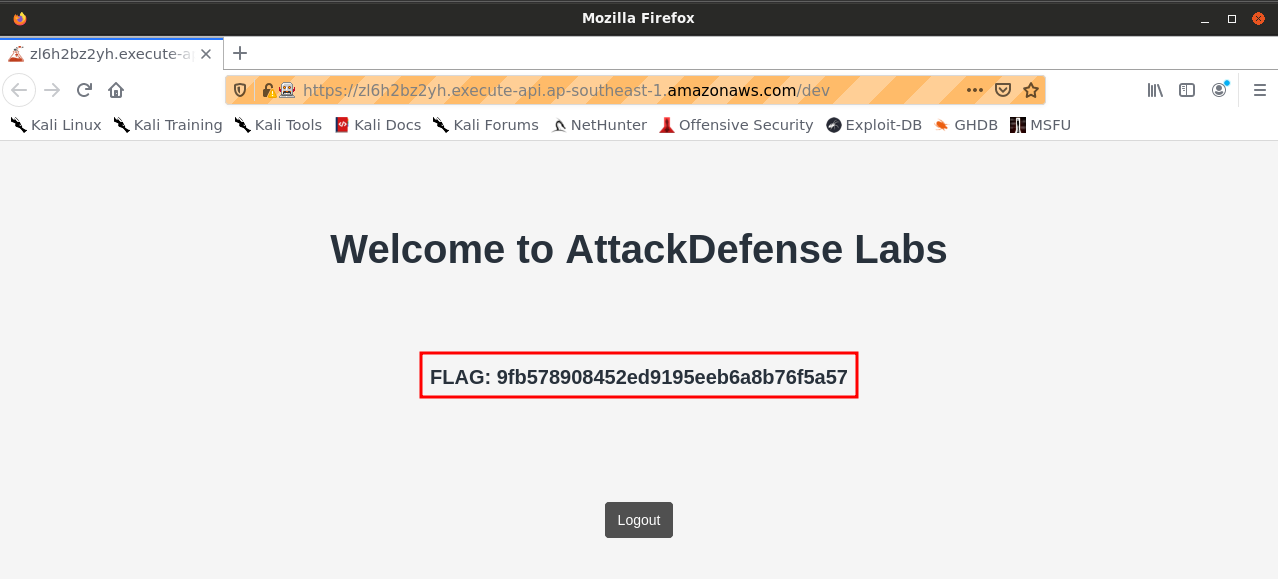 Mozilla Firefox
zl6h2bz2yh.execute-a
https://zl6h2bz2yh.execute-api.ap-southeast-1.amazonaws.com/dev
Kali Linux Kali Training Kali Tools Kali Docs Kali Forums NetHunter Offensive Security Exploit-DB GHDB MSFU
Welcome to AttackDefense Labs
FLAG: 9fb578908452ed9195eeb6a8b76f5a57
Logout